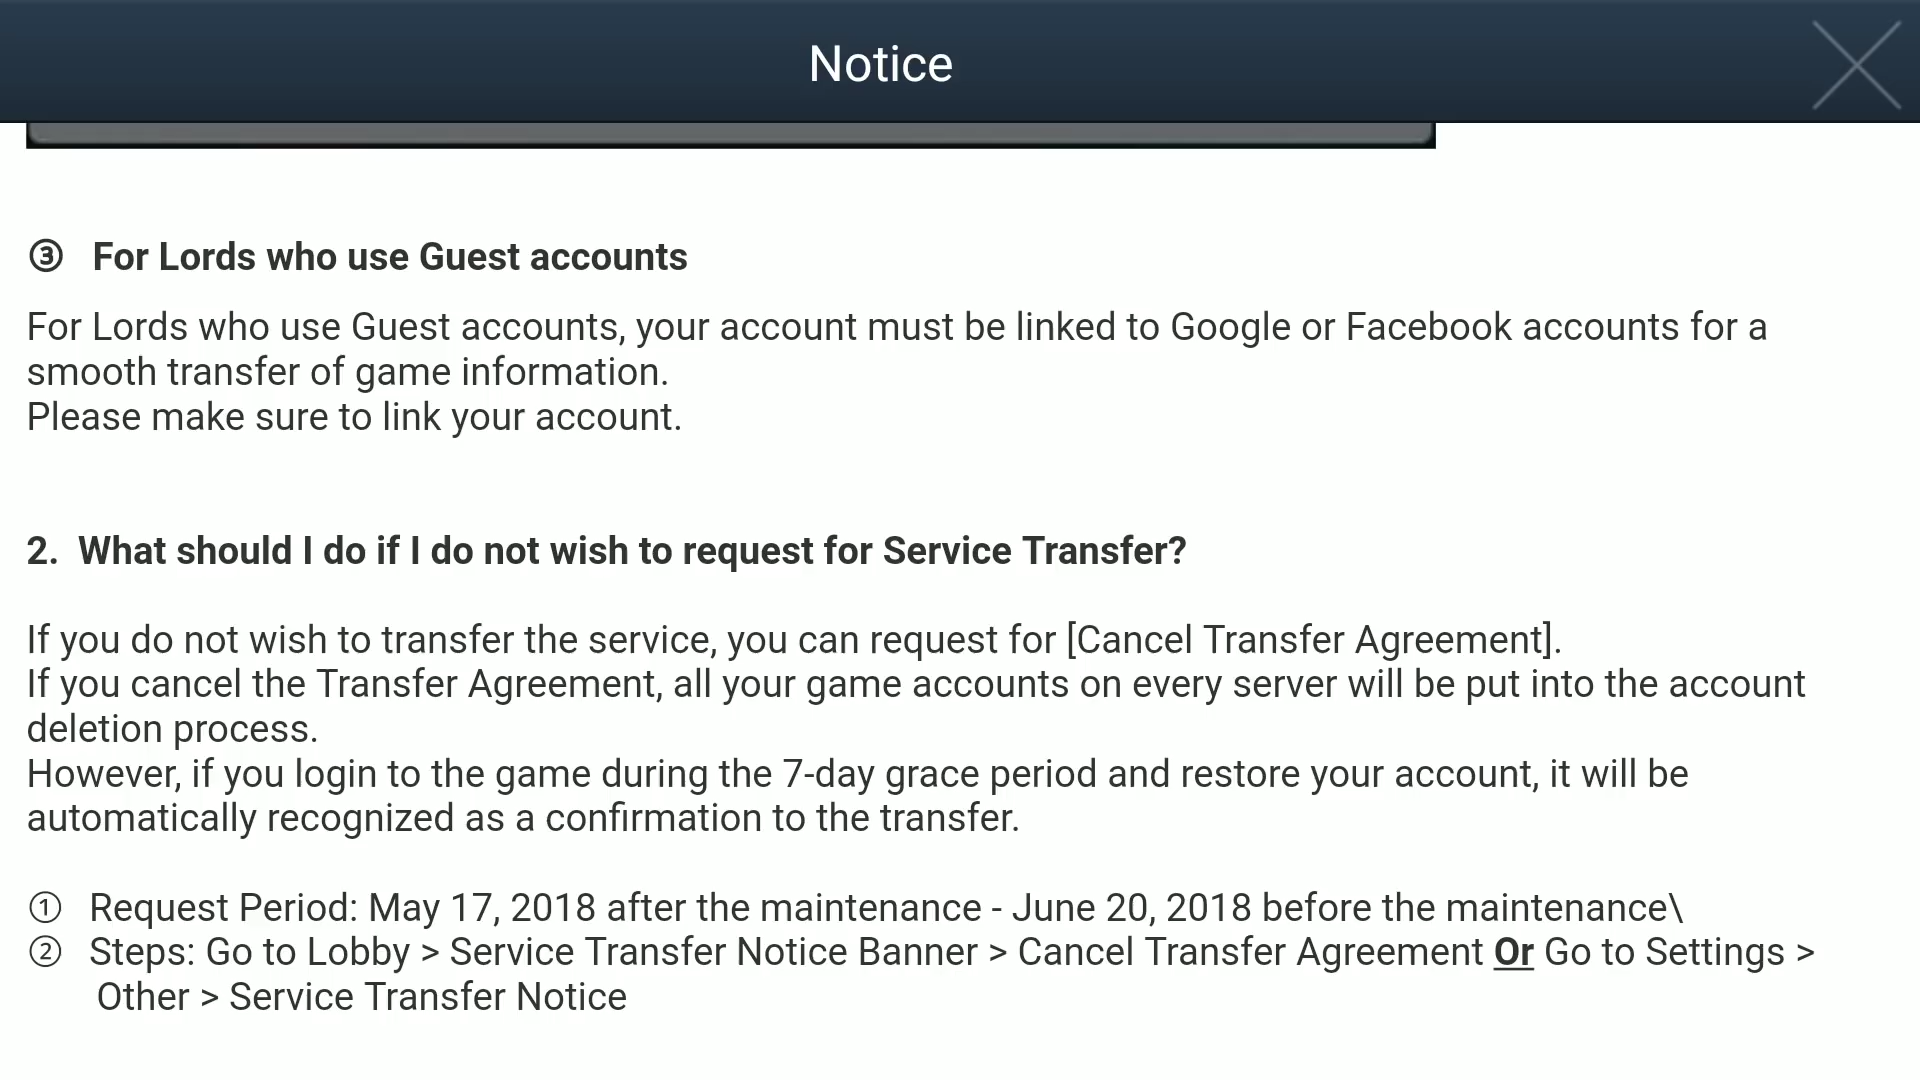 Notice
③ For Lords who use Guest accounts
For Lords who use Guest accounts, your account must be linked to Google or Facebook accounts for a
smooth transfer of game information.
Please make sure to link your account.
2. What should I do if I do not wish to request for Service Transfer?
If you do not wish to transfer the service, you can request for [Cancel Transfer Agreement].
If you cancel the Transfer Agreement, all your game accounts on every server will be put into the account
deletion process.
However, if you login to the game during the 7-day grace period and restore your account, it will be
automatically recognized as a confirmation to the transfer.
① Request Period: May 17, 2018 after the maintenance - June 20, 2018 before the maintenance\
② Steps: Go to Lobby > Service Transfer Notice Banner > Cancel Transfer Agreement Or Go to Settings >
Other > Service Transfer Notice